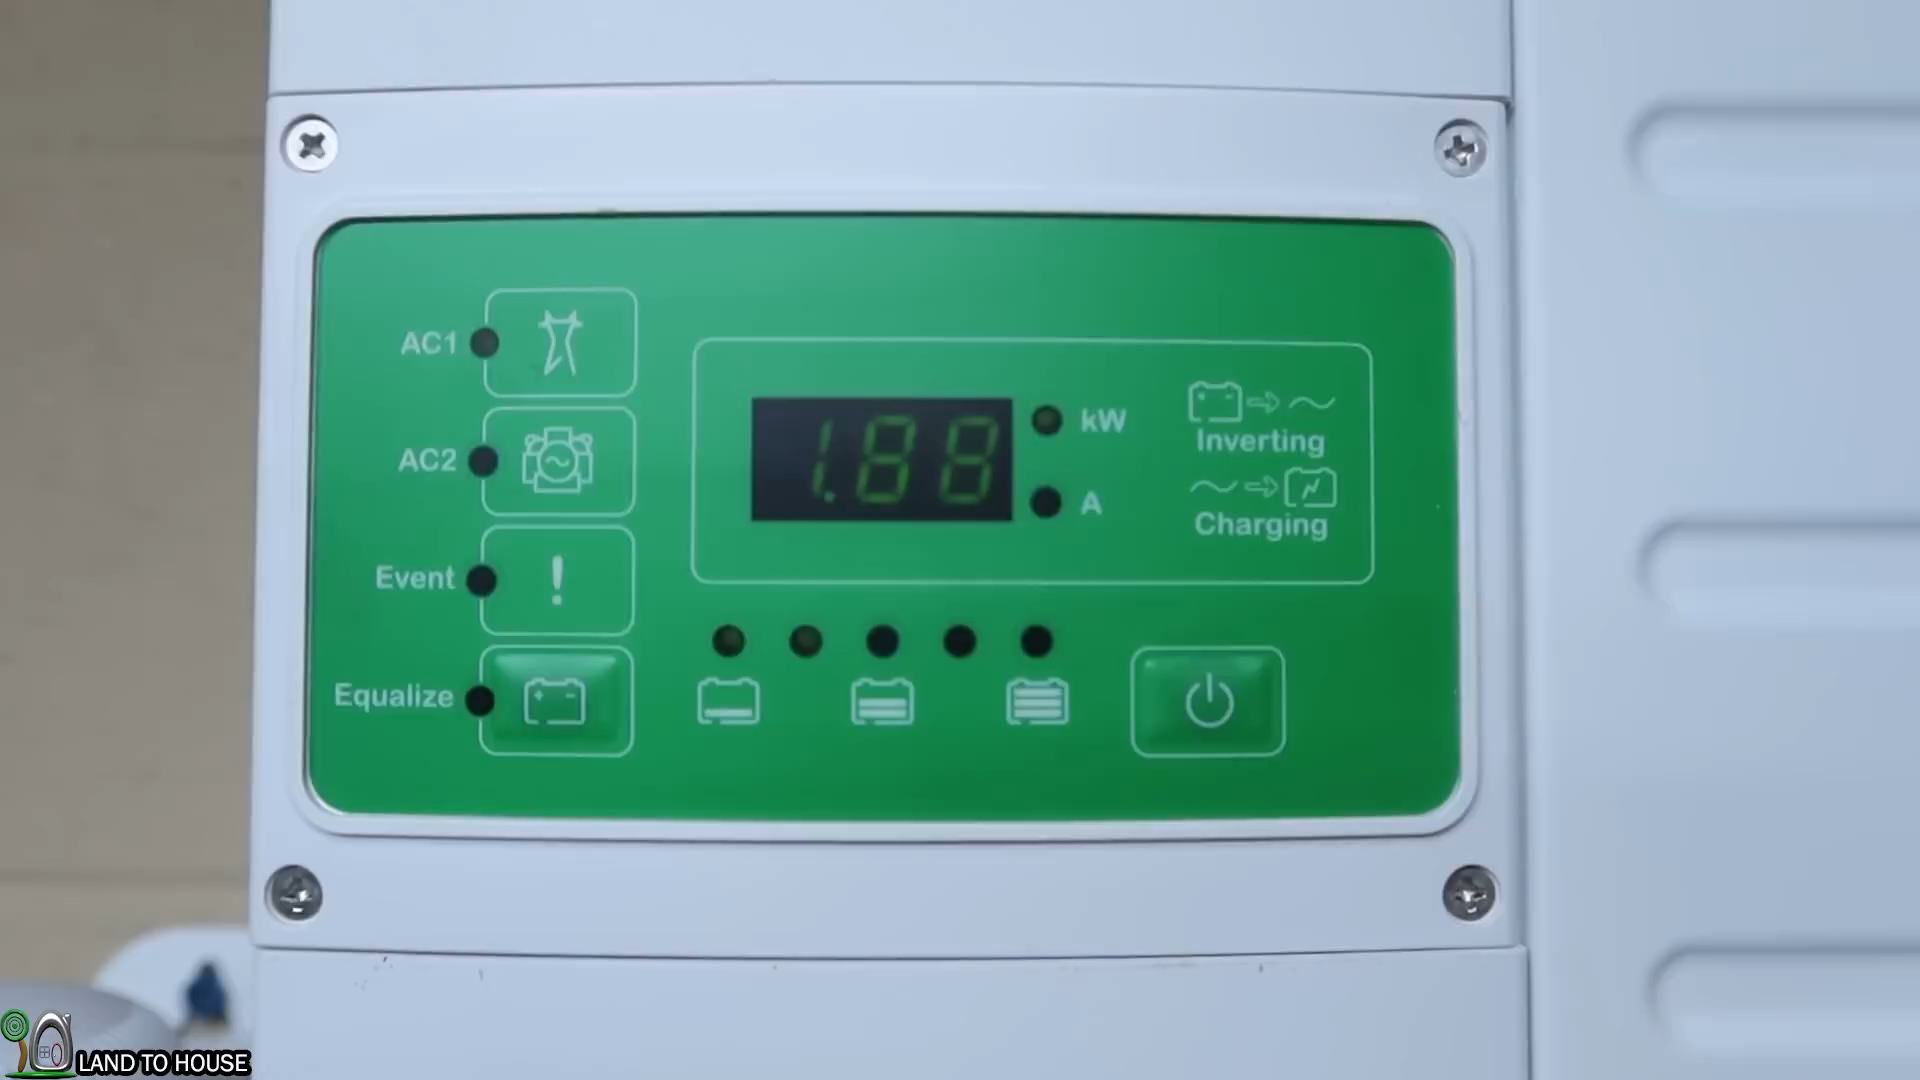 AC1
AC2
Event
Equalize
1.88
kW
A
Inverting
Charging
LAND TO HOUSE